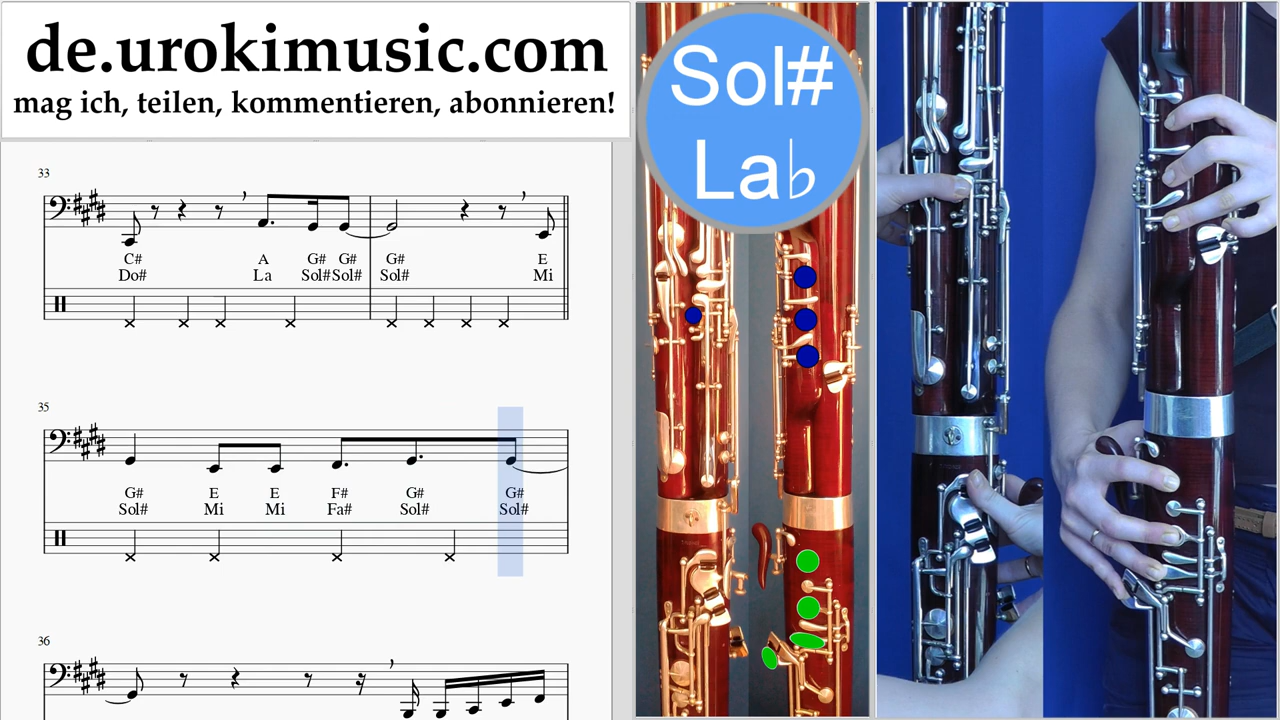 de.urokimusic.com
mag ich, teilen, kommentieren, abonnieren!
Sol#
La♭
33
C# A G# G# G# E
Do# La Sol# Sol# Sol# Mi
35
G# E E F# G# G#
Sol# Mi Mi Fa# Sol# Sol#
36